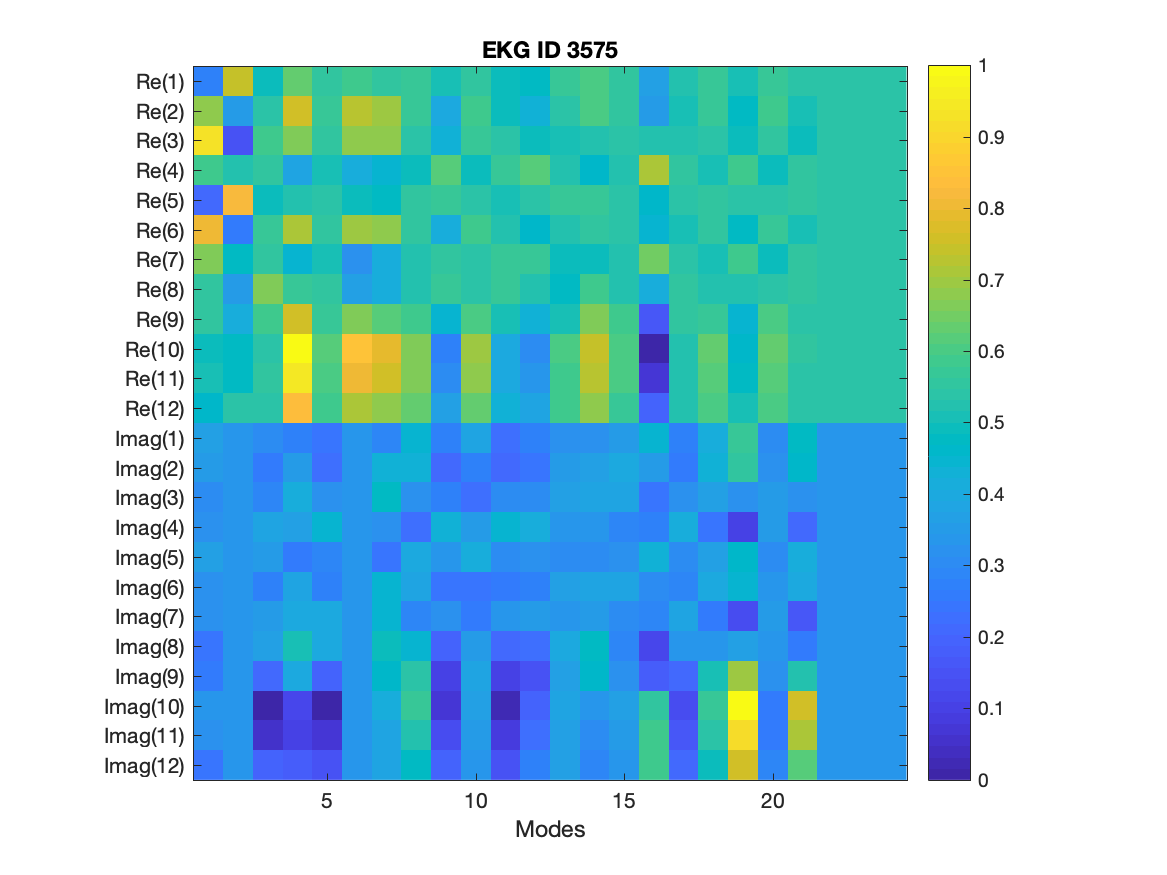 EKG ID 3575
Re(1)
Re(2)
Re(3)
Re(4)
Re(5)
Re(6)
Re(7)
Re(8)
Re(9)
Re(10)
Re(11)
Re(12)
Imag(1)
Imag(2)
Imag(3)
Imag(4)
Imag(5)
Imag(6)
Imag(7)
Imag(8)
Imag(9)
Imag(10)
Imag(11)
Imag(12)
5 10 15 20
Modes
1
0.9
0.8
0.7
0.6
0.5
0.4
0.3
0.2
0.1
0